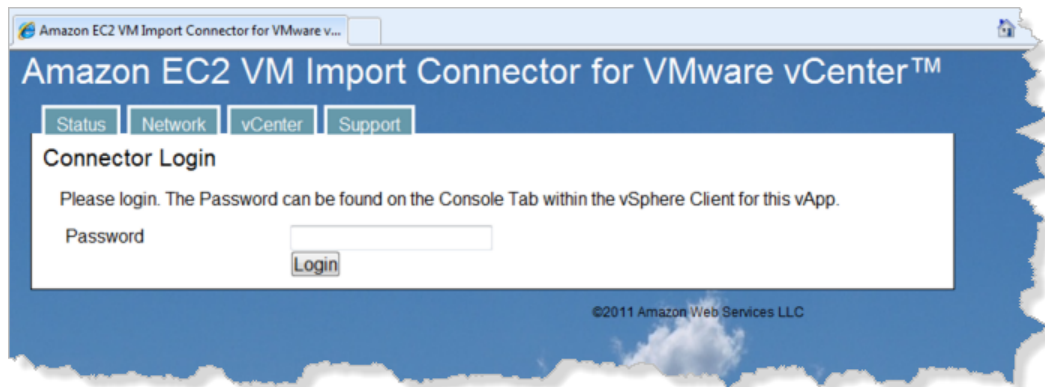 Amazon EC2 VM Import Connector for VMware v...
Amazon EC2 VM Import Connector for VMware vCenter™
Status Network vCenter Support
Connector Login
Please login. The Password can be found on the Console Tab within the vSphere Client for this vApp.
Password
Login
©2011 Amazon Web Services LLC